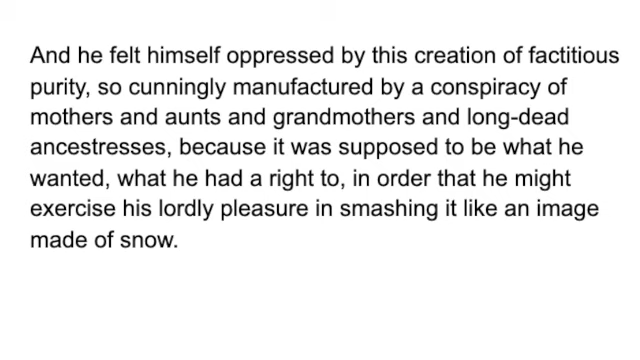 And he felt himself oppressed by this creation of factitious
purity, so cunningly manufactured by a conspiracy of
mothers and aunts and grandmothers and long-dead
ancestresses, because it was supposed to be what he
wanted, what he had a right to, in order that he might
exercise his lordly pleasure in smashing it like an image
made of snow.